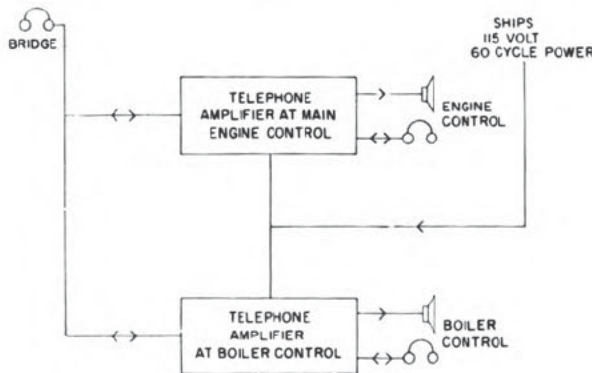 BRIDGE
SHIPS
115 VOLT
60 CYCLE POWER
TELEPHONE
AMPLIFIER AT MAIN
ENGINE CONTROL
ENGINE
CONTROL
TELEPHONE
AMPLIFIER
AT BOILER CONTROL
BOILER
CONTROL